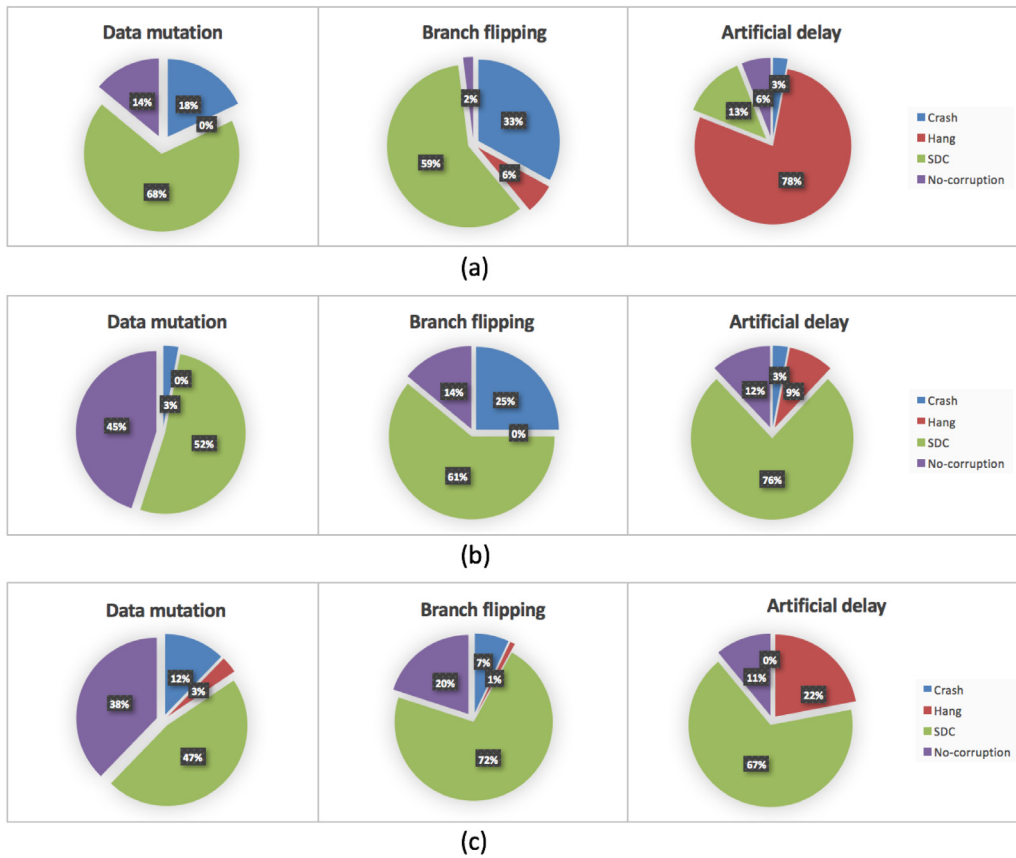 Data mutation
14%
18%
0%
68%
Branch flipping
2%
33%
59%
6%
Artificial delay
3%
6%
13%
78%
Crash
Hang
SDC
No-corruption
(a)
Data mutation
0%
3%
45%
52%
Branch flipping
14%
25%
0%
61%
Artificial delay
3%
12%
9%
76%
Crash
Hang
SDC
No-corruption
(b)
Data mutation
12%
3%
38%
47%
Branch flipping
7%
1%
20%
72%
Artificial delay
0%
11%
22%
67%
Crash
Hang
SDC
No-corruption
(c)